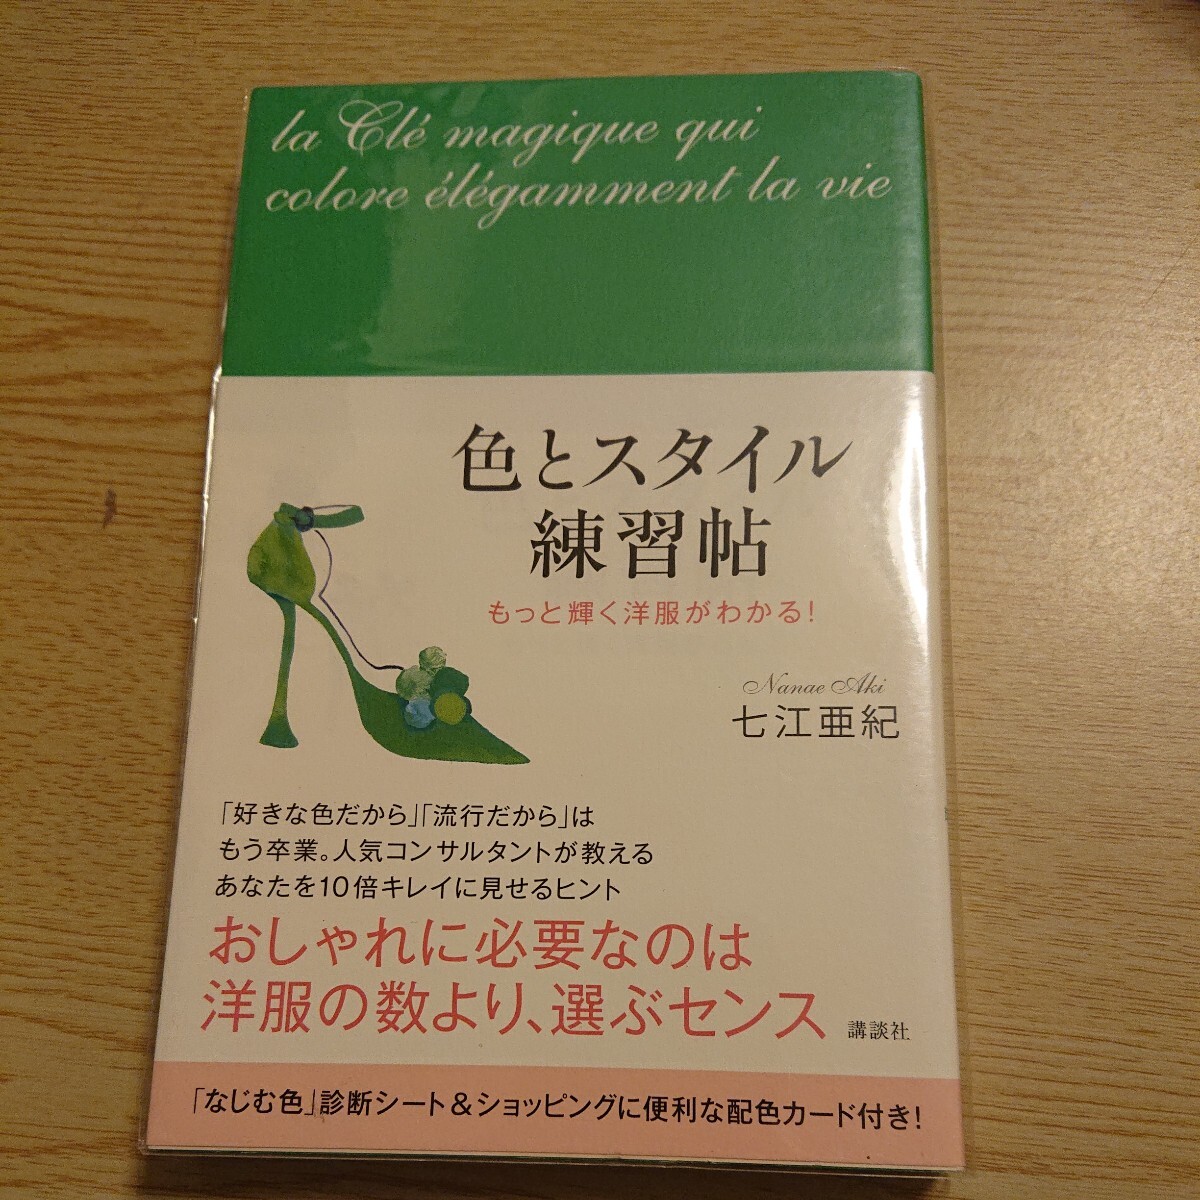 la Clé magique qui
colore élégamment la vie
色とスタイル
練習帖
もっと輝く洋服がわかる!
Nanae Aki
七江亜紀
「好きな色だから」「流行だから」は
もう卒業。人気コンサルタントが教える
あなたを10倍キレイに見せるヒント
おしゃれに必要なのは
洋服の数より、選ぶセンス
講談社
「なじむ色」診断シート&ショッピングに便利な配色カード付き!